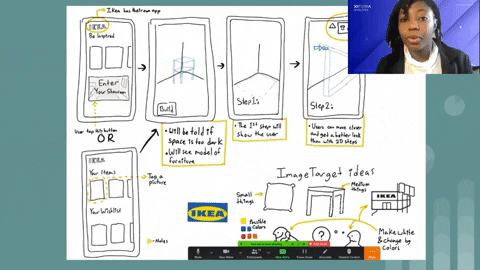 Ikea has their own app
IKEA
Be Inspired
Enter
Your Showroom
User taps this button
OR
Your Items
Your Wishlist
Tap a
picture
= Notes
Build
• Will be told if
space is too dark
• Will see model of
furniture
Step 1:
• The 1st step will
show the user
Step 2:
• Users can move closer
and get a better look
than with 2D steps
ImageTarget ideas
Small
things
Medium
things
IKEA
IKEA
Possible
Colors
?
Make white
& change by
Colors